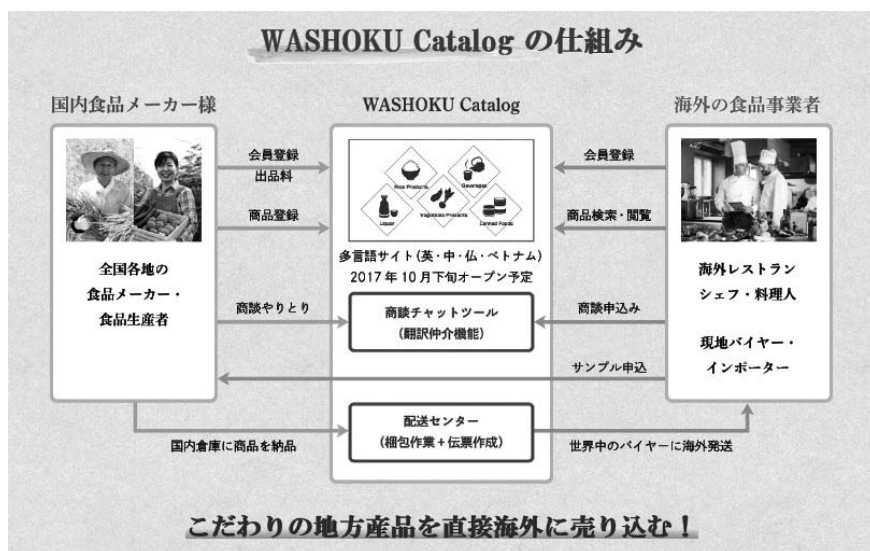 WASHOKU Catalog の仕組み
国内食品メーカー様
WASHOKU Catalog
海外の食品事業者
会員登録
出品料
商品登録
全国各地の
食品メーカー・
食品生産者
商談やりとり
Rice Products
Beverages
Liquor
Vegetable Products
Canned Foods
多言語サイト(英・中・仏・ベトナム)
2017年10月下旬オープン予定
商談チャットツール
(翻訳仲介機能)
会員登録
商品検索・閲覧
商談申込み
海外レストラン
シェフ・料理人
現地バイヤー・
インポーター
サンプル申込
国内倉庫に商品を納品
配送センター
(梱包作業+伝票作成)
世界中のバイヤーに海外発送
こだわりの地方産品を直接海外に売り込む!